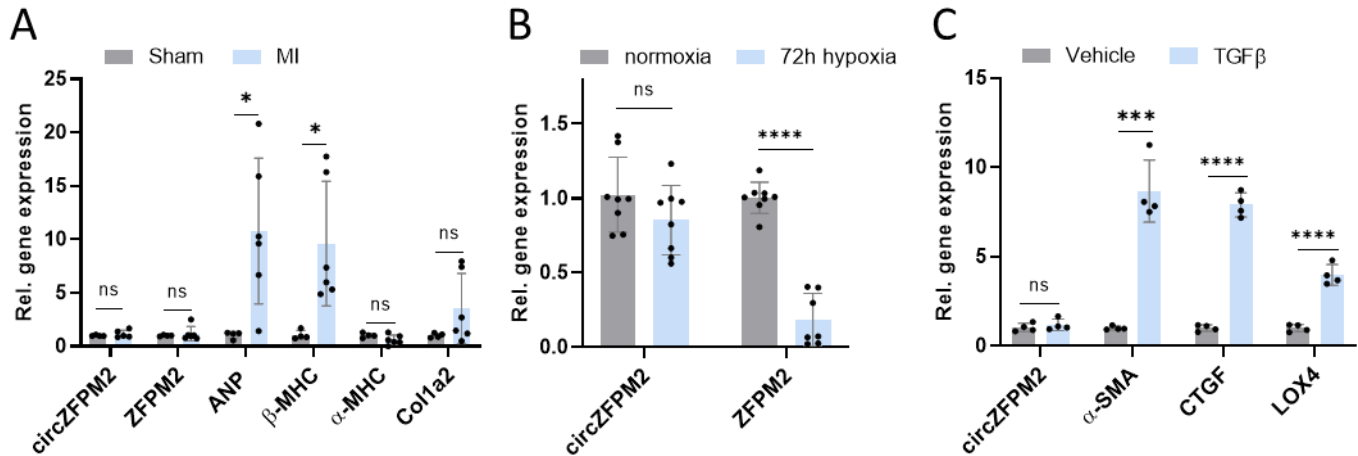 A
Sham MI
Rel. gene expression
25
20
15
10
5
0
ns
ns
*
*
ns
ns
circZFPM2
ZFPM2
ANP
β-MHC
α-MHC
Col1a2
B
normoxia 72h hypoxia
Rel. gene expression
1.5
1.0
0.5
0.0
ns
****
circZFPM2
ZFPM2
C
Vehicle TGFβ
Rel. gene expression
15
10
5
0
ns
***
****
****
circZFPM2
α-SMA
CTGF
LOX4